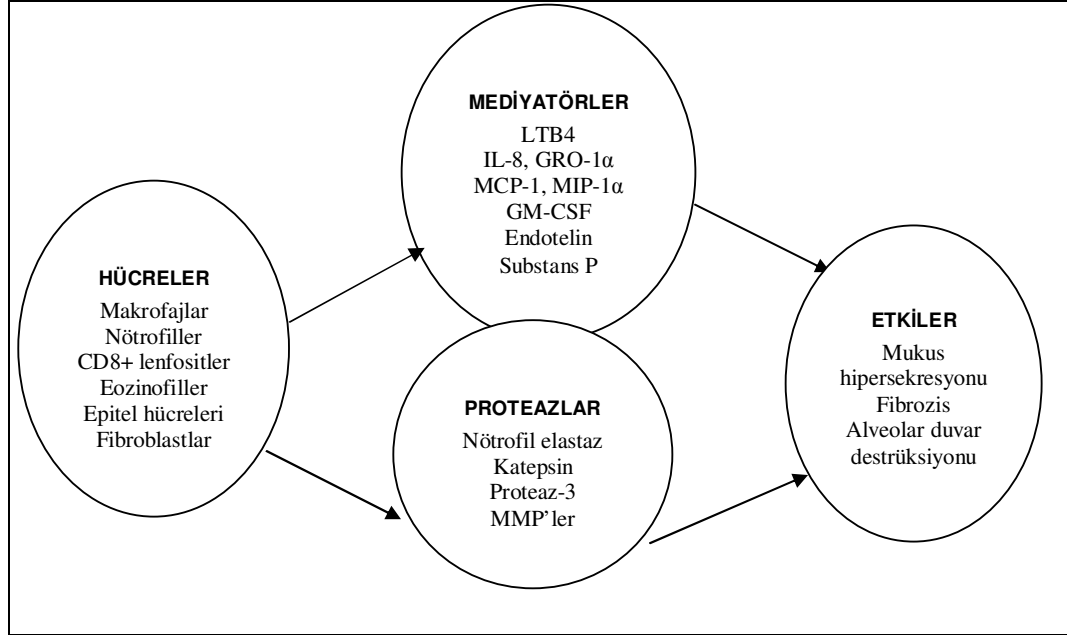 HÜCRELER
Makrofajlar
Nötrofiller
CD8+ lenfositler
Eozinofiller
Epitel hücreleri
Fibroblastlar
MEDİYATÖRLER
LTB4
IL-8, GRO-1α
MCP-1, MIP-1α
GM-CSF
Endotelin
Substans P
PROTEAZLAR
Nötrofil elastaz
Katepsin
Proteaz-3
MMP’ler
ETKİLER
Mukus
hipersekresyonu
Fibrozis
Alveolar duvar
destrüksiyonu